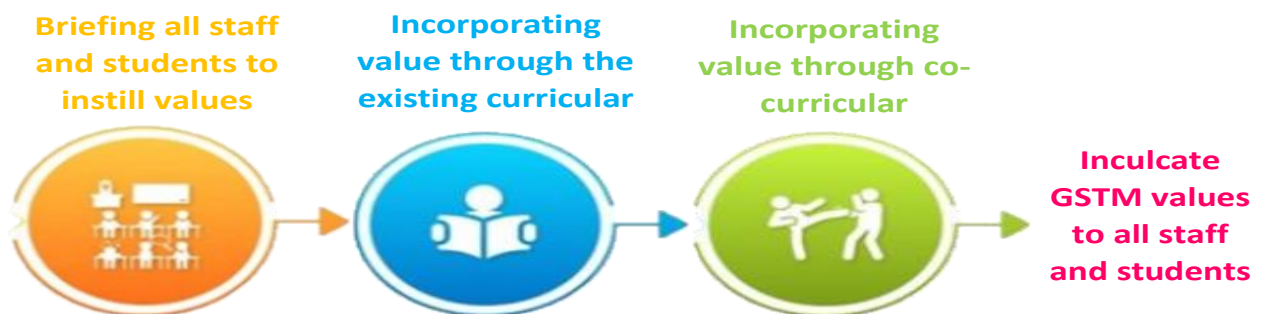 Briefing all staff
and students to
instill values
Incorporating
value through the
existing curricular
Incorporating
value through co-
curricular
Inculcate
GSTM values
to all staff
and students